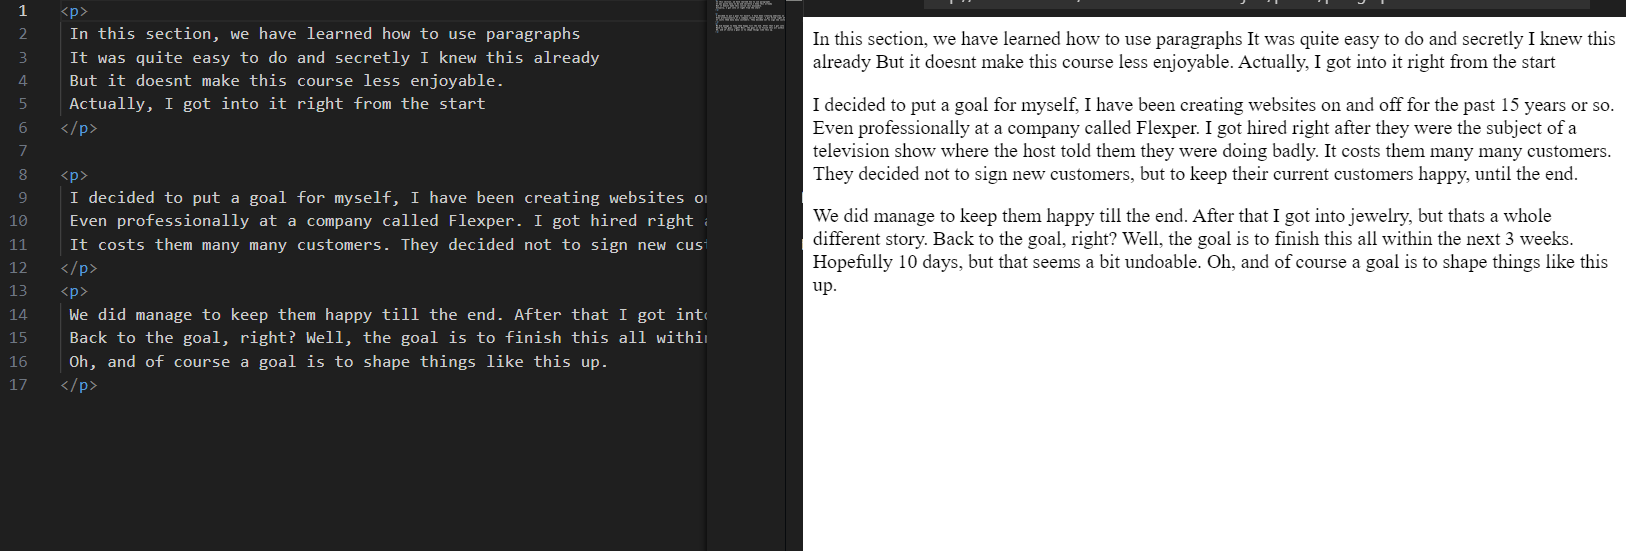 1 <p>
2 In this section, we have learned how to use paragraphs
3 It was quite easy to do and secretly I knew this already
4 But it doesnt make this course less enjoyable.
5 Actually, I got into it right from the start
6 </p>
7
8 <p>
9 I decided to put a goal for myself, I have been creating websites
10 Even professionally at a company called Flexper. I got hired right
11 It costs them many many customers. They decided not to sign new
12 </p>
13 <p>
14 We did manage to keep them happy till the end. After that I got
15 Back to the goal, right? Well, the goal is to finish this all
16 Oh, and of course a goal is to shape things like this up.
17 </p>
In this section, we have learned how to use paragraphs It was quite easy to do and secretly I knew this
already But it doesnt make this course less enjoyable. Actually, I got into it right from the start
I decided to put a goal for myself, I have been creating websites on and off for the past 15 years or so.
Even professionally at a company called Flexper. I got hired right after they were the subject of a
television show where the host told them they were doing badly. It costs them many many customers.
They decided not to sign new customers, but to keep their current customers happy, until the end.
We did manage to keep them happy till the end. After that I got into jewelry, but thats a whole
different story. Back to the goal, right? Well, the goal is to finish this all within the next 3 weeks.
Hopefully 10 days, but that seems a bit undoable. Oh, and of course a goal is to shape things like this
up.